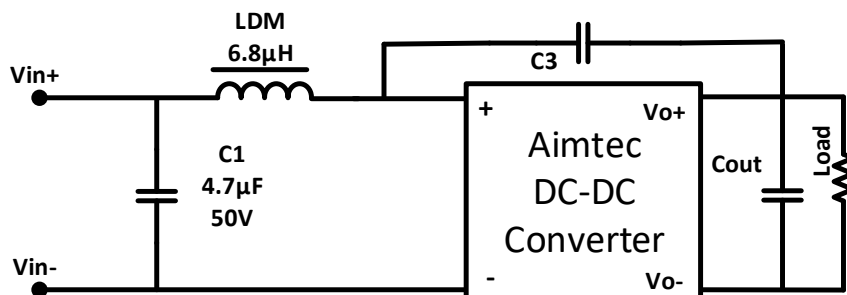 LDM
6.8µH
C3
Vin+
+
Vo+
Aimtec
DC-DC
Converter
C1
4.7µF
50V
Cout
Load
Vin-
-
Vo-